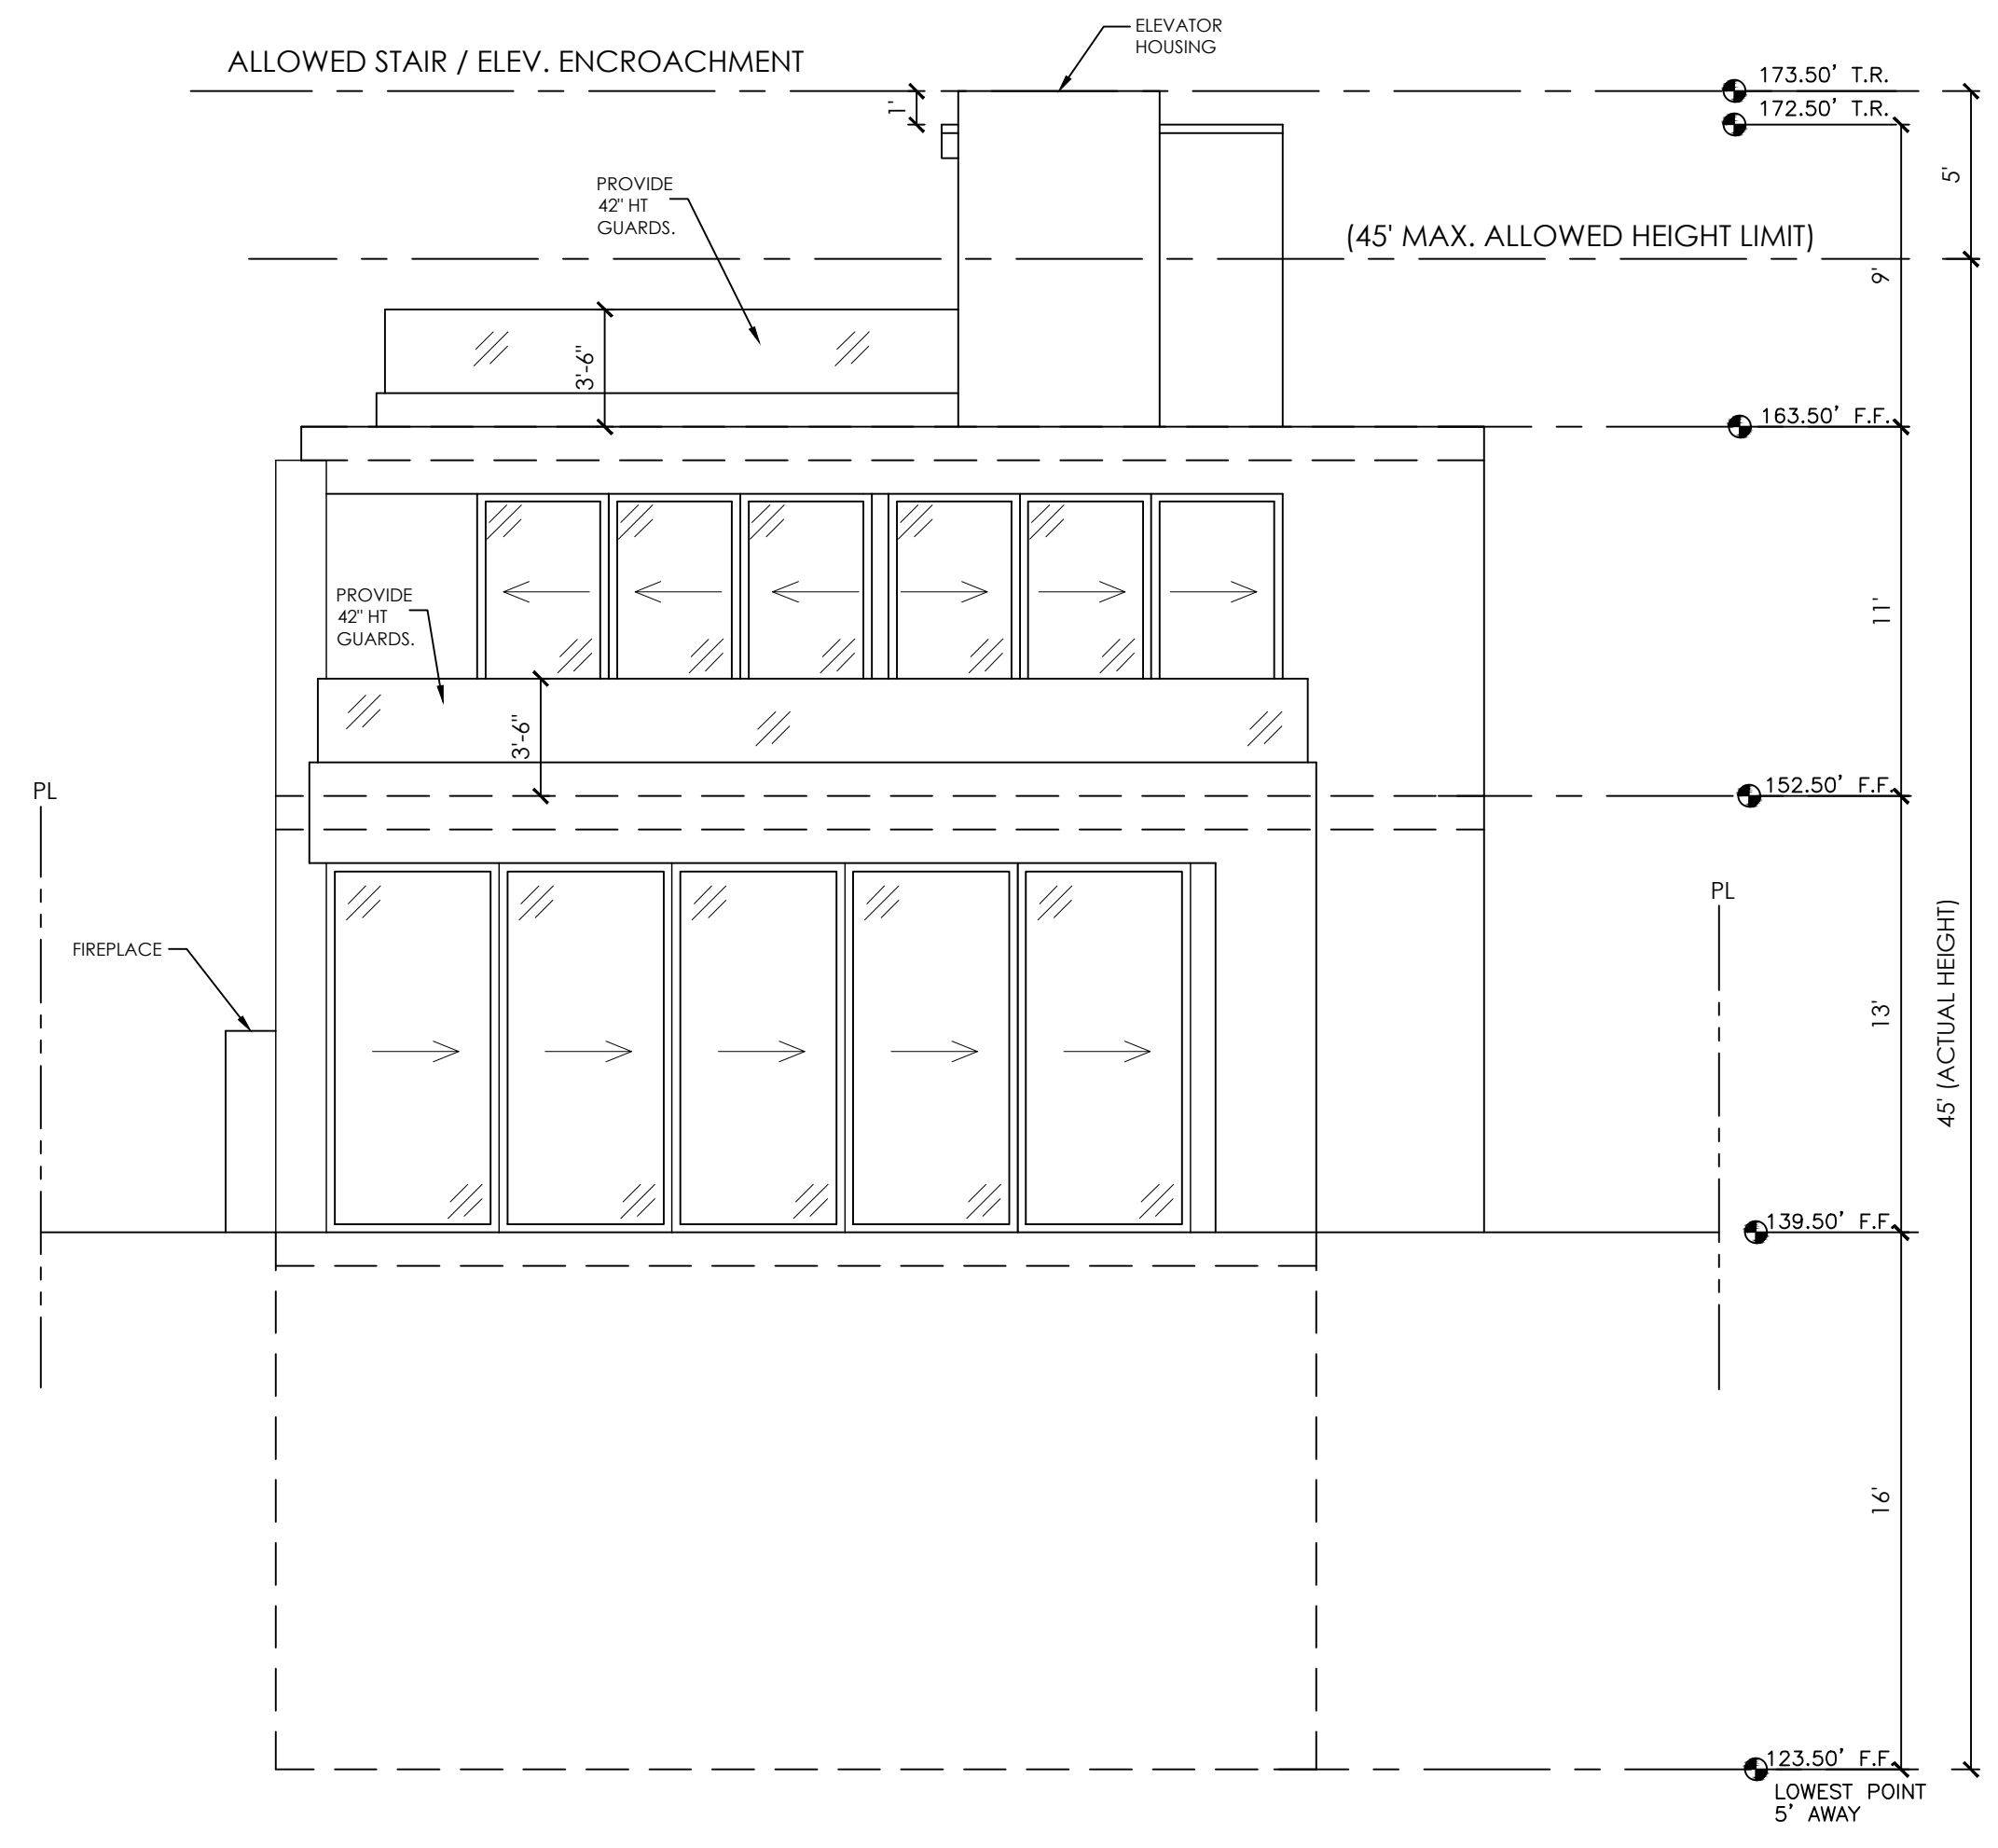 ELEVATOR
HOUSING
ALLOWED STAIR / ELEV. ENCROACHMENT
173.50' T.R.
1'
172.50' T.R.
5'
PROVIDE
42" HT
GUARDS.
(45' MAX. ALLOWED HEIGHT LIMIT)
9'
3'-6"
163.50' F.F.
11'
PROVIDE
42" HT
GUARDS.
3'-6"
152.50' F.F.
PL
PL
FIREPLACE
13'
45' (ACTUAL HEIGHT)
139.50' F.F.
16'
123.50' F.F.
LOWEST POINT
5' AWAY